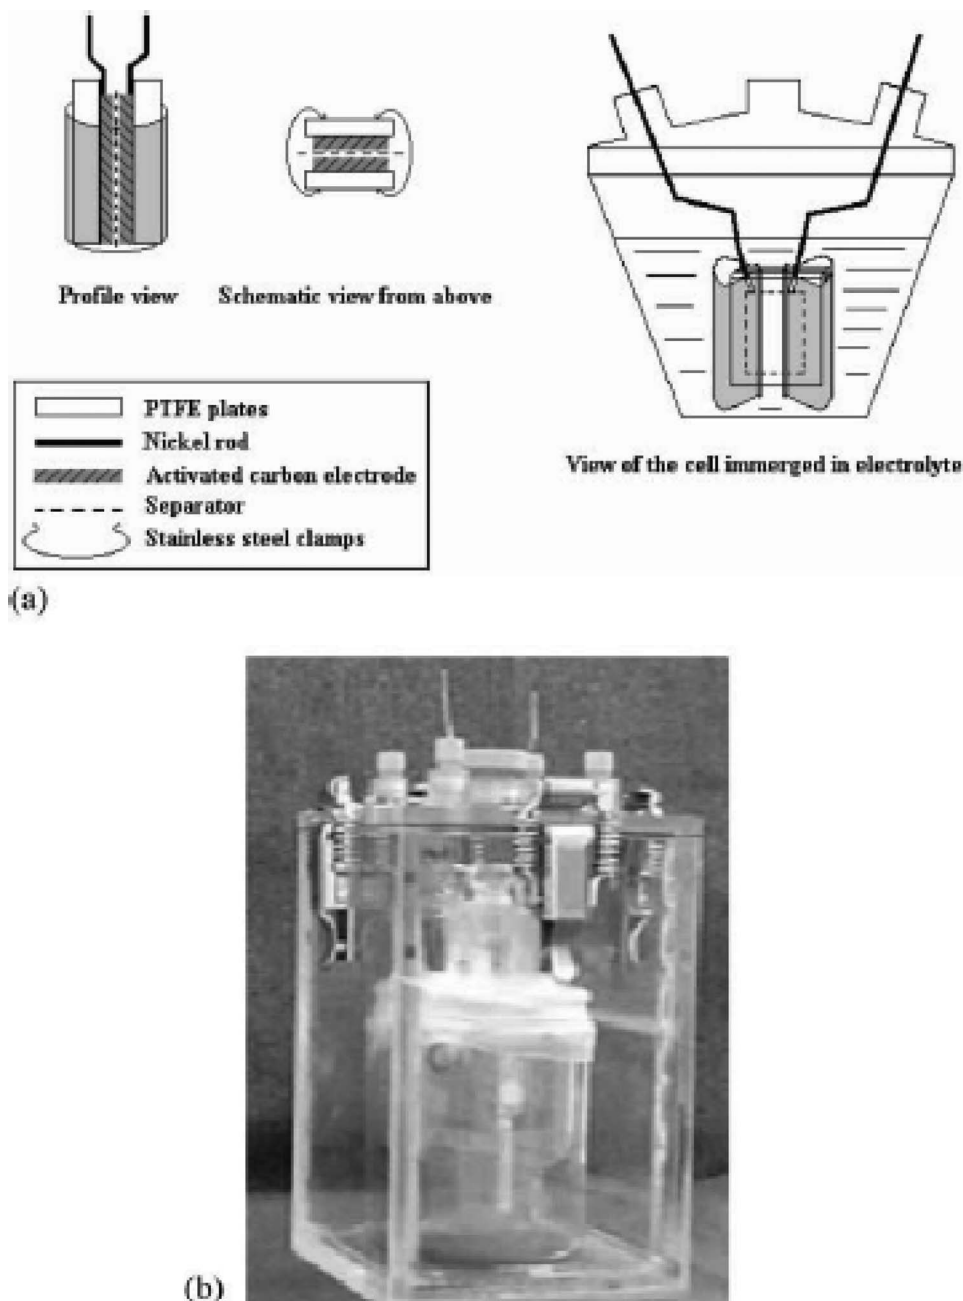 Profile view
Schematic view from above
PTFE plates
Nickel rod
Activated carbon electrode
Separator
Stainless steel clamps
View of the cell immerged in electrolyte
(a)
(b)